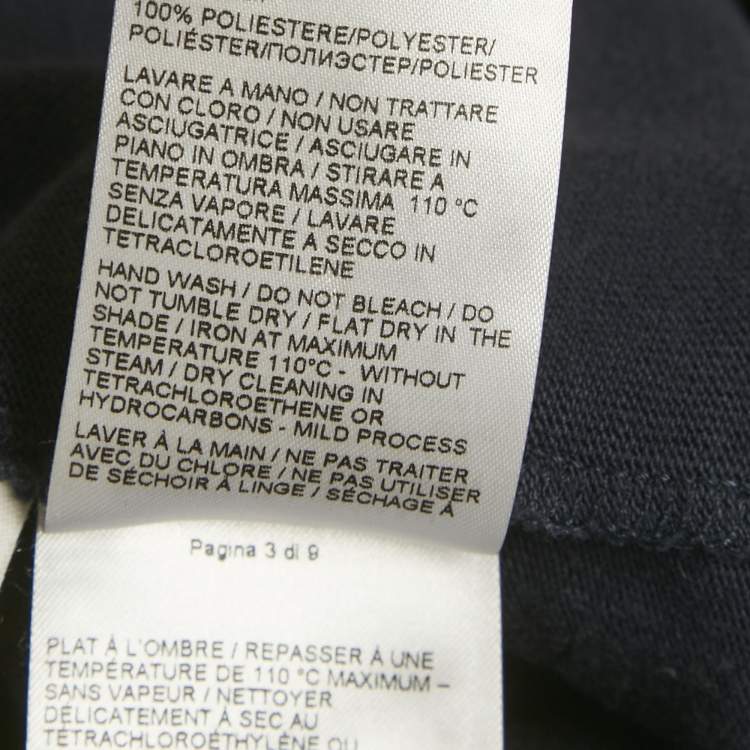 100% POLIESTERE/POLYESTER/
POLIÉSTER/ПОЛИЭСТЕР/POLIESTER
LAVARE A MANO / NON TRATTARE
CON CLORO / NON USARE
ASCIUGATRICE / ASCIUGARE IN
PIANO IN OMBRA / STIRARE A
TEMPERATURA MASSIMA 110 °C
SENZA VAPORE / LAVARE
DELICATAMENTE A SECCO IN
TETRACLOROETILENE
HAND WASH / DO NOT BLEACH / DO
NOT TUMBLE DRY / FLAT DRY IN THE
SHADE / IRON AT MAXIMUM
TEMPERATURE 110°C - WITHOUT
STEAM / DRY CLEANING IN
TETRACHLOROETHENE OR
HYDROCARBONS - MILD PROCESS
LAVER À LA MAIN / NE PAS TRAITER
AVEC DU CHLORE / NE PAS UTILISER
DE SÉCHOIR À LINGE / SÉCHAGE À
Pagina 3 di 9
PLAT À L'OMBRE / REPASSER À UNE
TEMPÉRATURE DE 110 °C MAXIMUM –
SANS VAPEUR / NETTOYER
DÉLICATEMENT À SEC AU
TÉTRACHLOROÉTHYLÈNE OU